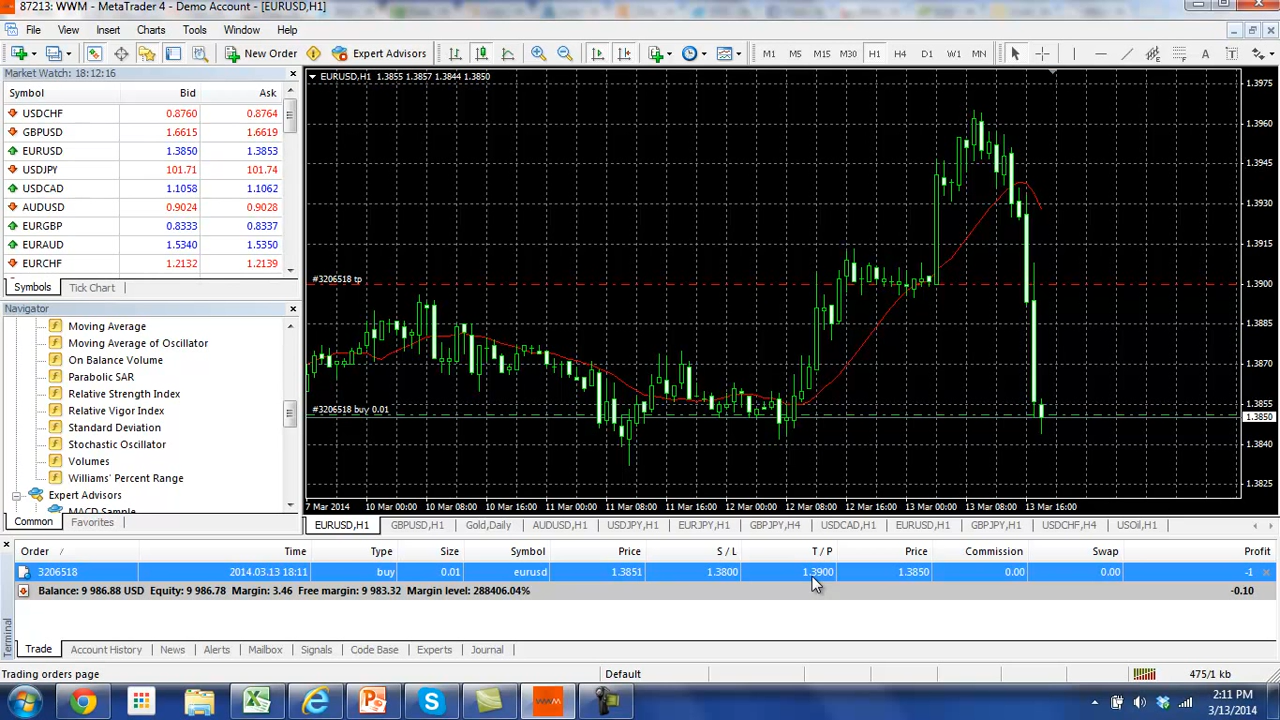 87213: WWM - MetaTrader 4 - Demo Account - [EURUSD,H1]
File View Insert Charts Tools Window Help
New Order Expert Advisors M1 M5 M15 M30 H1 H4 D1 W1 MN A T
Market Watch: 18:12:16
Symbol Bid Ask
USDCHF 0.8760 0.8764
GBPUSD 1.6615 1.6619
EURUSD 1.3850 1.3853
USDJPY 101.71 101.74
USDCAD 1.1058 1.1062
AUDUSD 0.9024 0.9028
EURGBP 0.8333 0.8337
EURAUD 1.5340 1.5350
EURCHF 1.2132 1.2139
Symbols Tick Chart
Navigator
Moving Average
Moving Average of Oscillator
On Balance Volume
Parabolic SAR
Relative Strength Index
Relative Vigor Index
Standard Deviation
Stochastic Oscillator
Volumes
Williams' Percent Range
Expert Advisors
MACD Sample
Common Favorites
EURUSD,H1 1.3855 1.3857 1.3844 1.3850
#3206518 tp
#3206518 buy 0.01
1.3975
1.3960
1.3945
1.3930
1.3915
1.3900
1.3885
1.3870
1.3855
1.3850
1.3840
1.3825
7 Mar 2014 10 Mar 00:00 10 Mar 08:00 10 Mar 16:00 11 Mar 00:00 11 Mar 08:00 11 Mar 16:00 12 Mar 00:00 12 Mar 08:00 12 Mar 16:00 13 Mar 00:00 13 Mar 08:00 13 Mar 16:00
EURUSD,H1 GBPUSD,H1 Gold,Daily AUDUSD,H1 USDJPY,H1 EURJPY,H1 GBPJPY,H4 USDCAD,H1 EURUSD,H1 GBPJPY,H1 USDCHF,H4 USOil,H1
Order / Time Type Size Symbol Price S / L T / P Price Commission Swap Profit
3206518 2014.03.13 18:11 buy 0.01 eurusd 1.3851 1.3800 1.3900 1.3850 0.00 0.00 -1
Balance: 9 986.88 USD Equity: 9 986.78 Margin: 3.46 Free margin: 9 983.32 Margin level: 288406.04% -0.10
Terminal
Trade Account History News Alerts Mailbox Signals Code Base Experts Journal
Trading orders page Default 475/1 kb
WWM
2:11 PM
3/13/2014